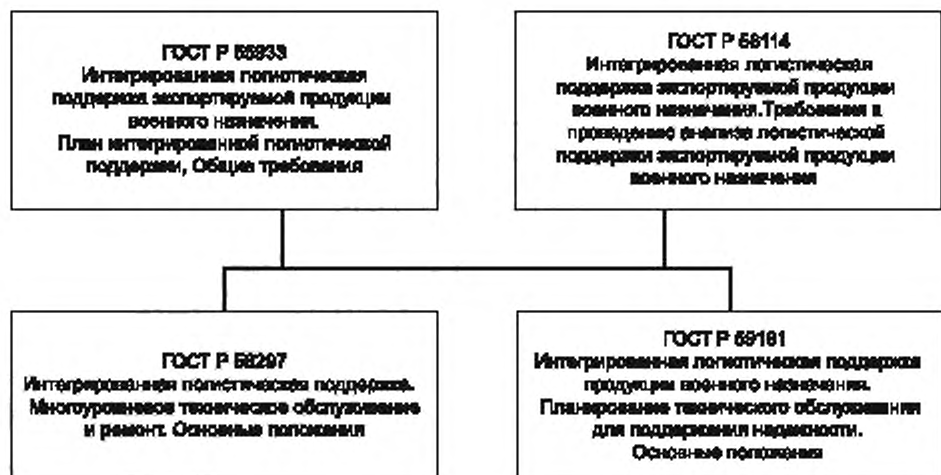 ГОСТ Р 55933
Интегрированная логистическая
поддержка экспортируемой продукции
военного назначения.
План интегрированной логистической
поддержки, Общие требования
ГОСТ Р 56114
Интегрированная логистическая
поддержка экспортируемой продукции
военного назначения.Требования к
проведению анализа логистической
поддержки экспортируемой продукции
военного назначения
ГОСТ Р 58297
Интегрированная логистическая поддержка.
Многоуровневое техническое обслуживание
и ремонт. Основные положения
ГОСТ Р 59191
Интегрированная логистическая поддержка
продукции военного назначения.
Планирование технического обслуживания
для поддержания надежности.
Основные положения